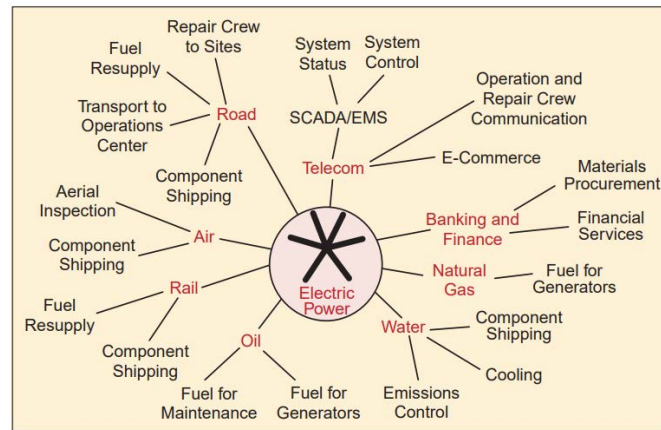 Repair Crew
to Sites
Fuel
Resupply
Transport to
Operations
Center
Road
Component
Shipping
System
Status
System
Control
SCADA/EMS
Operation and
Repair Crew
Communication
Telecom
E-Commerce
Materials
Procurement
Banking and
Finance
Financial
Services
Aerial
Inspection
Air
Component
Shipping
Electric
Power
Natural
Gas
Fuel for
Generators
Fuel
Resupply
Rail
Component
Shipping
Oil
Fuel for
Maintenance
Fuel for
Generators
Water
Component
Shipping
Cooling
Emissions
Control